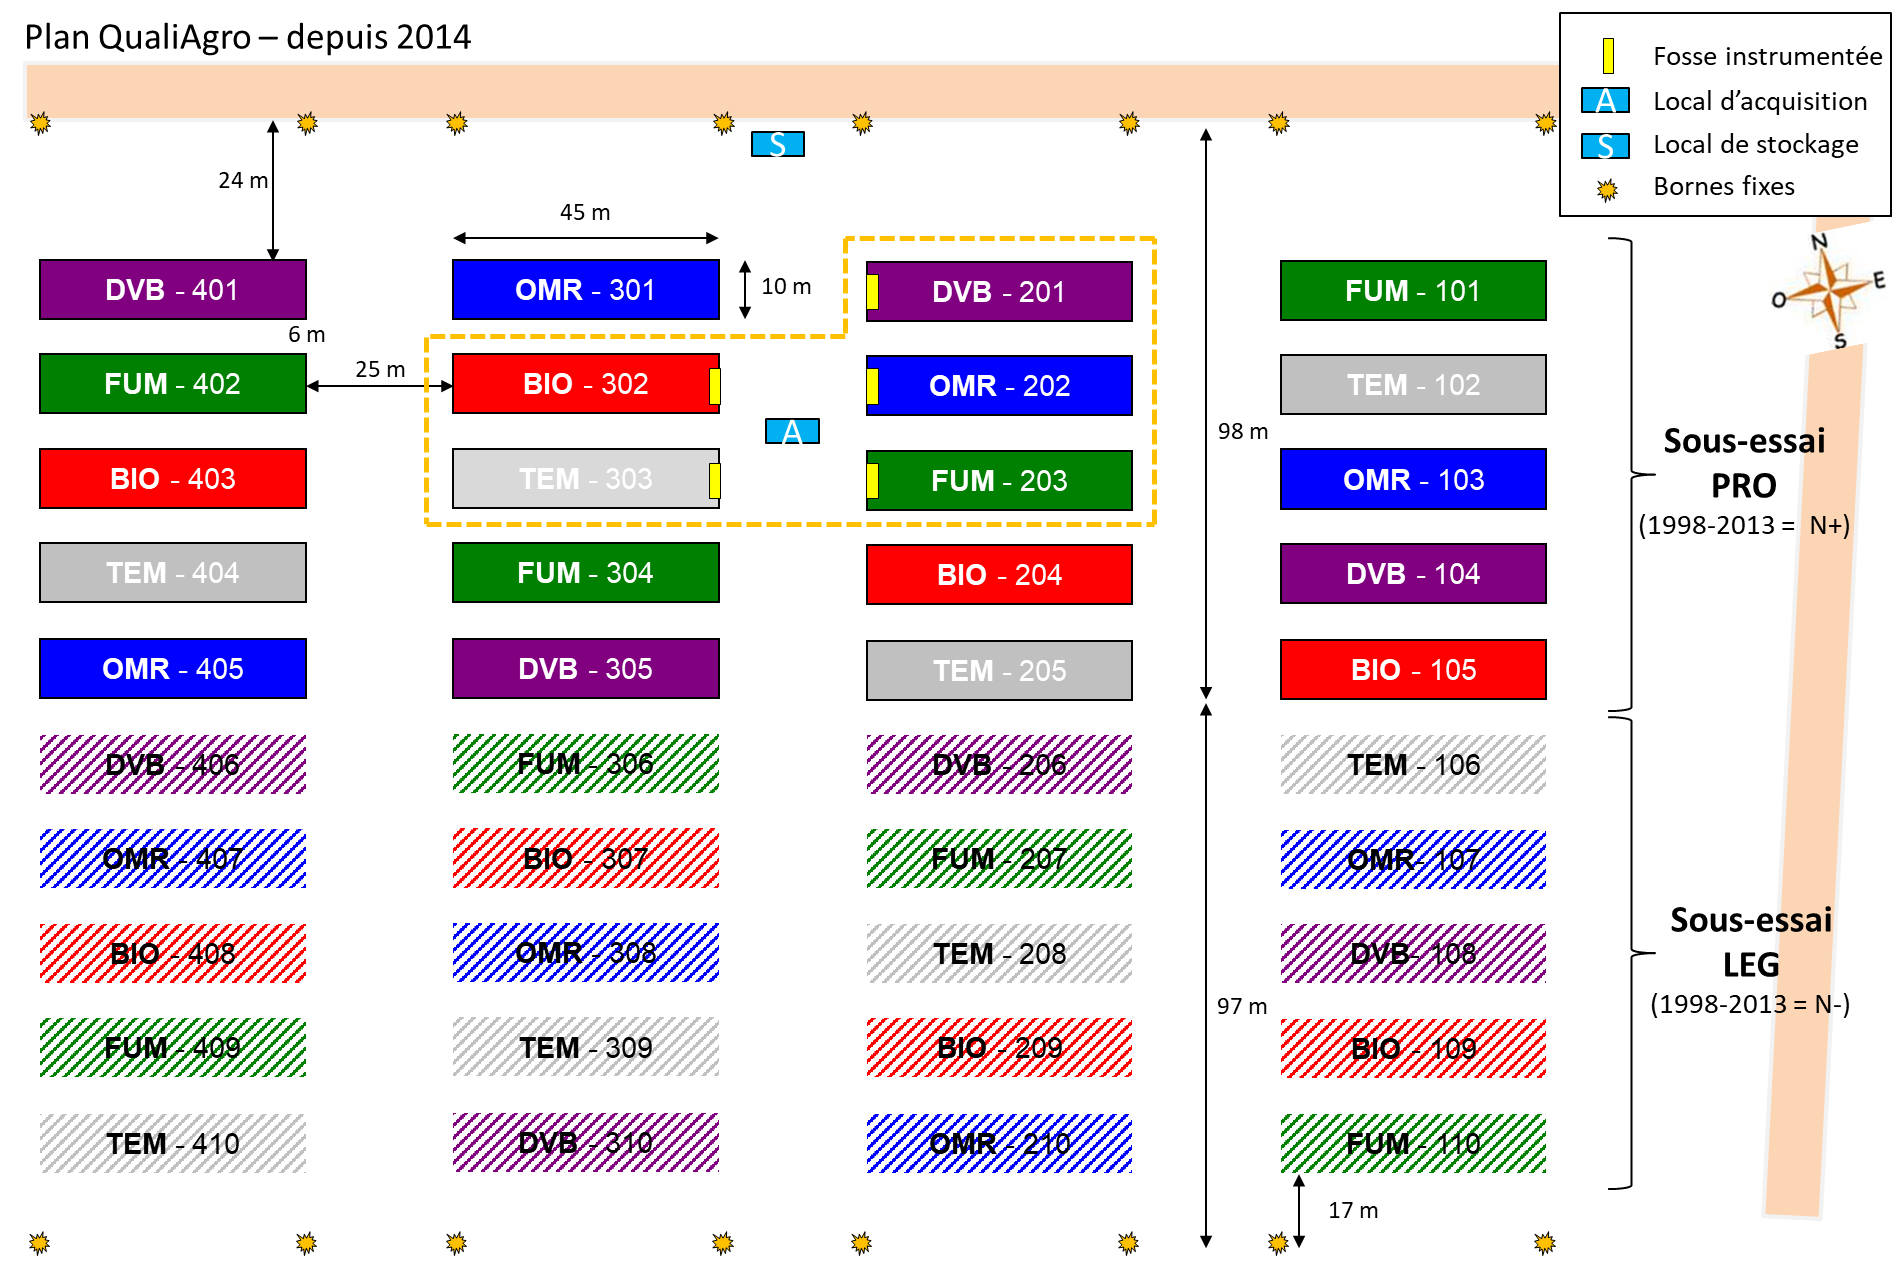 Plan QualiAgro – depuis 2014
Fosse instrumentée
A Local d’acquisition
S Local de stockage
Bornes fixes
S
24 m
45 m
10 m
N
E
O
S
DVB - 401
OMR - 301
DVB - 201
FUM - 101
6 m
25 m
FUM - 402
BIO - 302
OMR - 202
TEM - 102
A
98 m
BIO - 403
TEM - 303
FUM - 203
OMR - 103
Sous-essai
PRO
(1998-2013 = N+)
TEM - 404
FUM - 304
BIO - 204
DVB - 104
OMR - 405
DVB - 305
TEM - 205
BIO - 105
DVB - 406
FUM - 306
DVB - 206
TEM - 106
OMR - 407
BIO - 307
FUM - 207
OMR- 107
BIO - 408
OMR - 308
TEM - 208
DVB- 108
Sous-essai
LEG
(1998-2013 = N-)
97 m
FUM - 409
TEM - 309
BIO - 209
BIO - 109
TEM - 410
DVB - 310
OMR - 210
FUM - 110
17 m